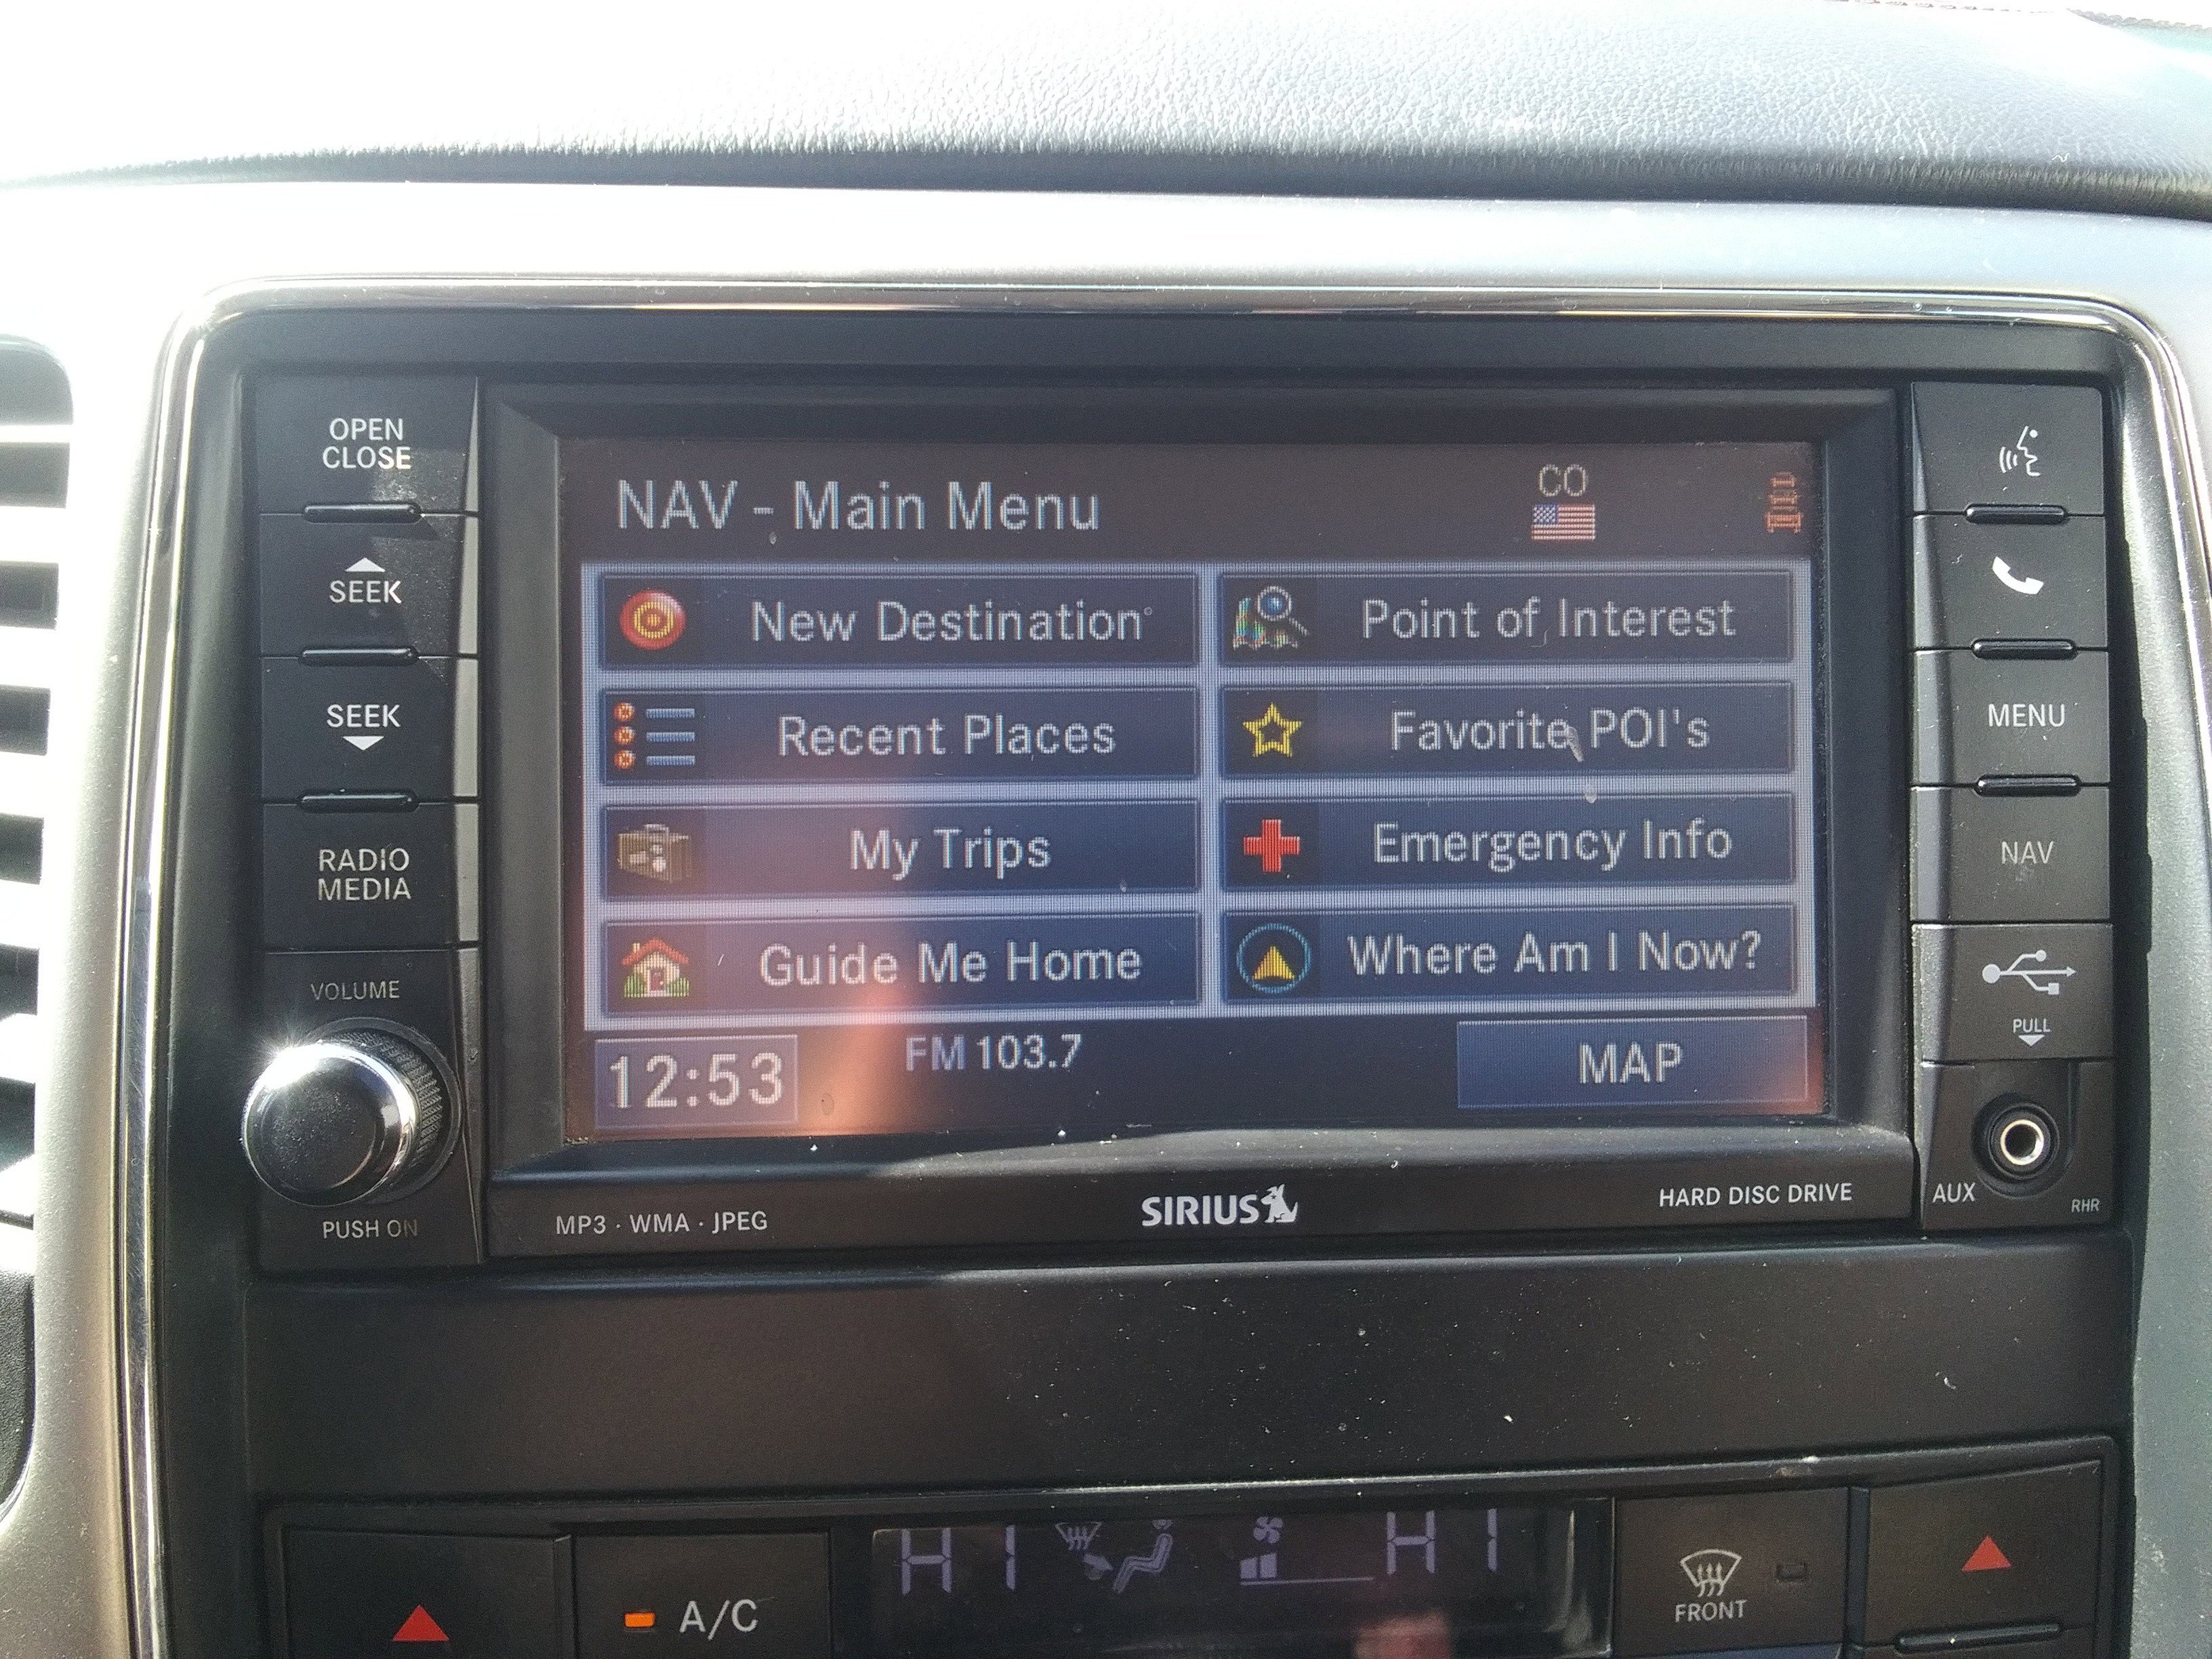 OPEN
CLOSE
SEEK
SEEK
RADIO
MEDIA
VOLUME
PUSH ON
NAV - Main Menu
CO
New Destination
Point of Interest
Recent Places
Favorite POI's
My Trips
Emergency Info
Guide Me Home
Where Am I Now?
12:53
FM 103.7
MAP
MP3 · WMA · JPEG
SIRIUS
HARD DISC DRIVE
MENU
NAV
PULL
AUX
RHR
A/C
HI
HI
FRONT